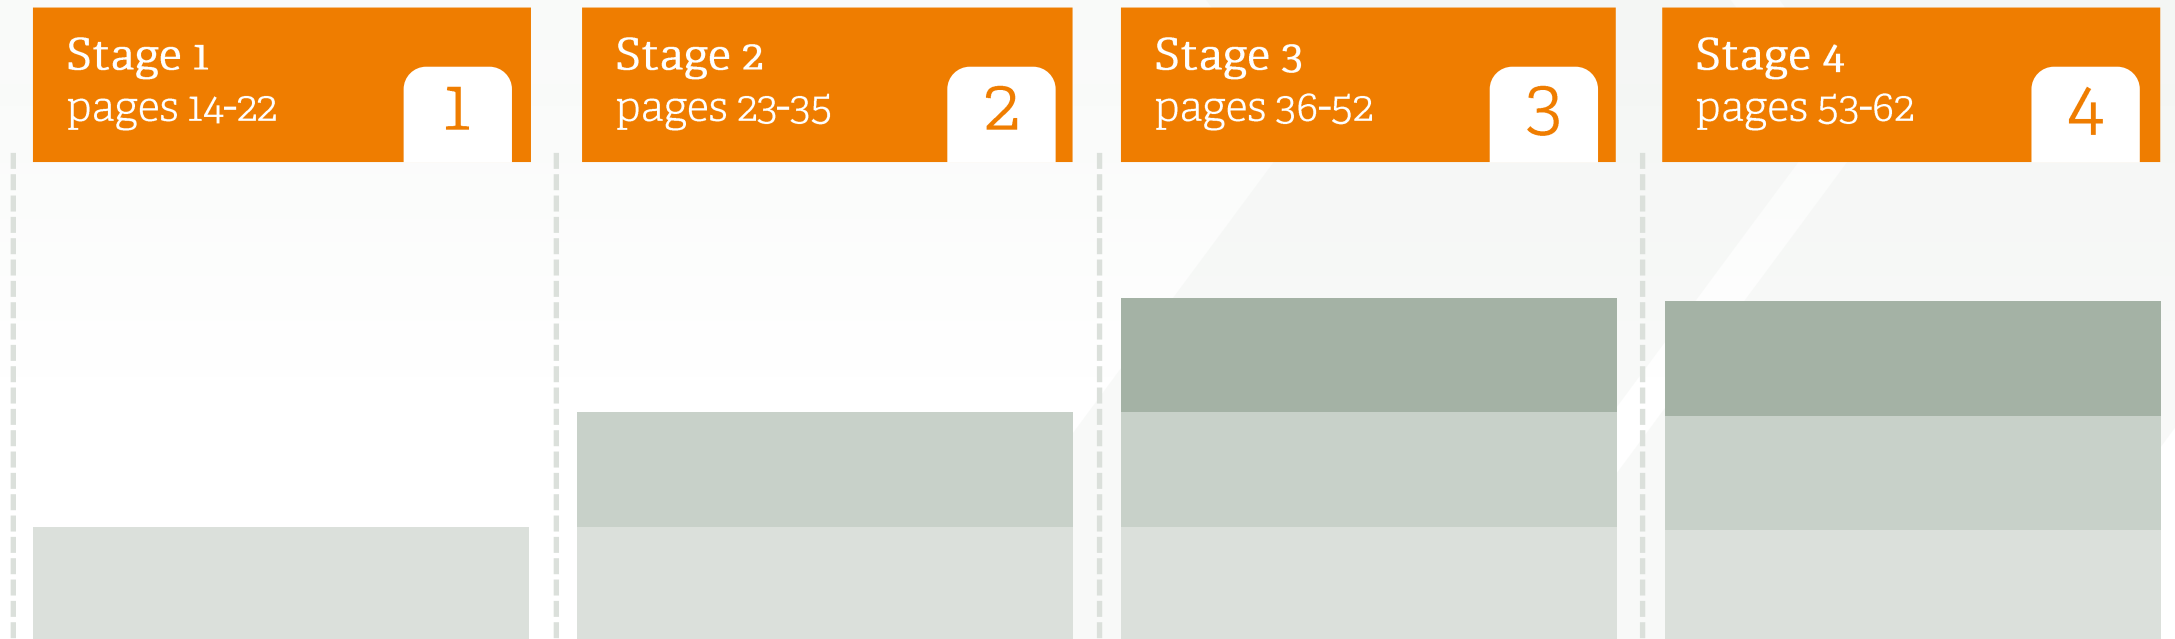 Stage 1
pages 14-22
1
Stage 2
pages 23-35
2
Stage 3
pages 36-52
3
Stage 4
pages 53-62
4